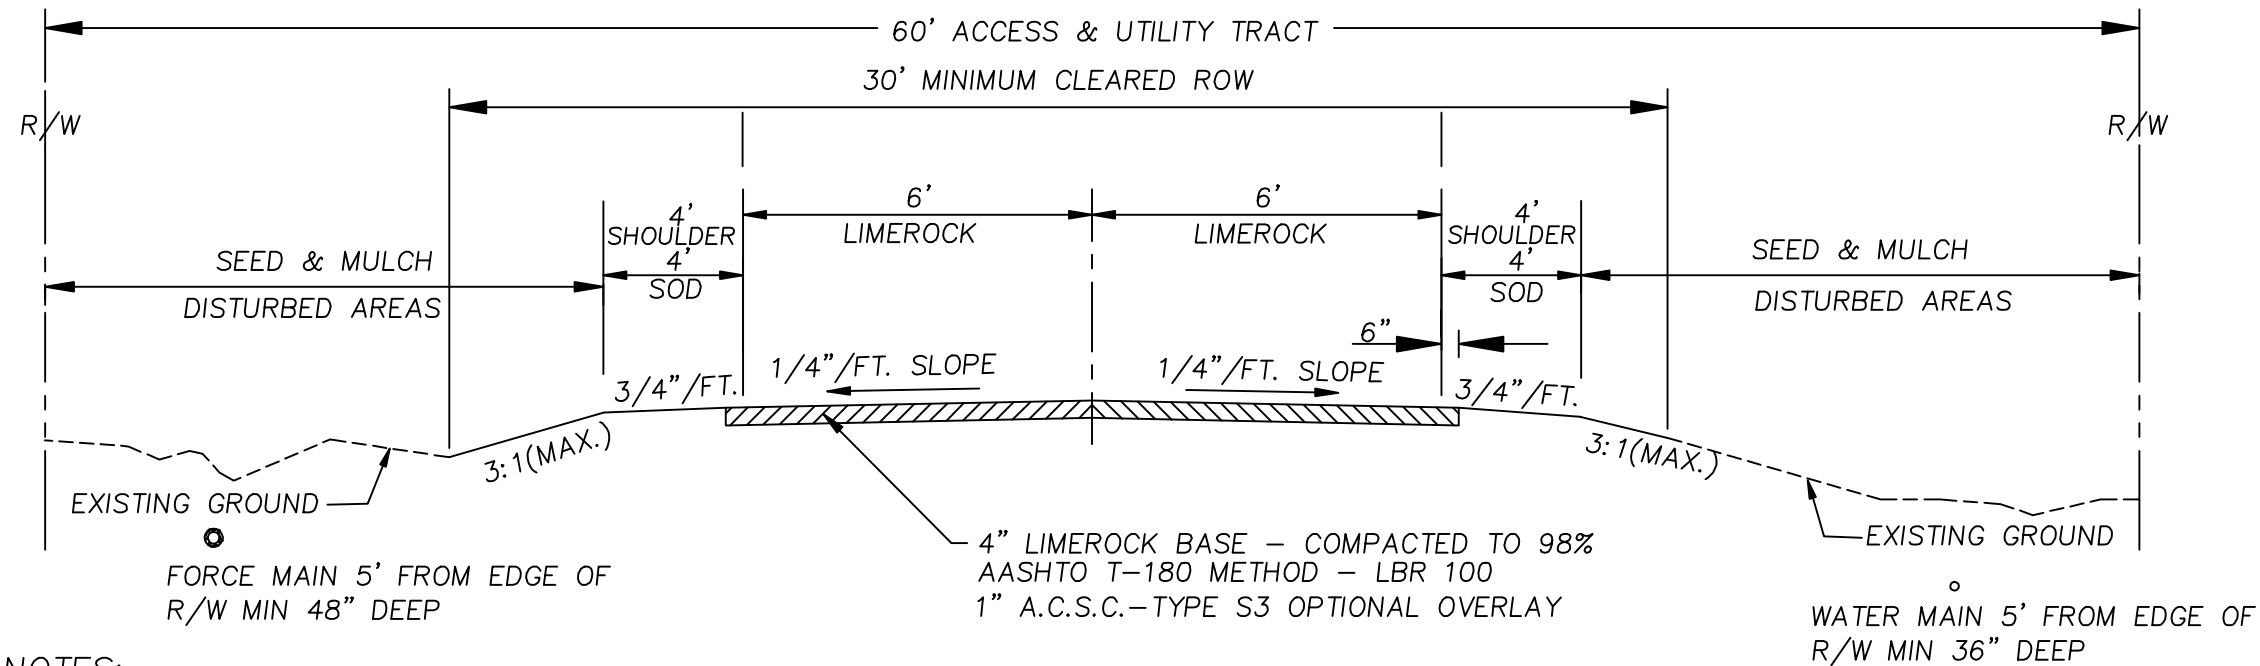 60' ACCESS & UTILITY TRACT
30' MINIMUM CLEARED ROW
R/W
R/W
6'
LIMEROCK
6'
LIMEROCK
4'
SHOULDER
4'
SOD
4'
SHOULDER
4'
SOD
SEED & MULCH
DISTURBED AREAS
SEED & MULCH
DISTURBED AREAS
6"
3/4"/FT.
1/4"/FT. SLOPE
1/4"/FT. SLOPE
3/4"/FT.
3:1(MAX.)
3:1(MAX.)
EXISTING GROUND
EXISTING GROUND
4" LIMEROCK BASE – COMPACTED TO 98%
AASHTO T–180 METHOD – LBR 100
1" A.C.S.C.–TYPE S3 OPTIONAL OVERLAY
FORCE MAIN 5' FROM EDGE OF
R/W MIN 48" DEEP
WATER MAIN 5' FROM EDGE OF
R/W MIN 36" DEEP
NOTES: